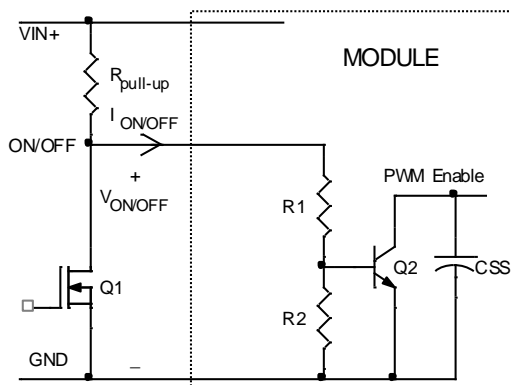 VIN+
MODULE
Rpull-up
ION/OFF
ON/OFF
+
VON/OFF
PWM Enable
R1
Q2
CSS
Q1
R2
GND
_